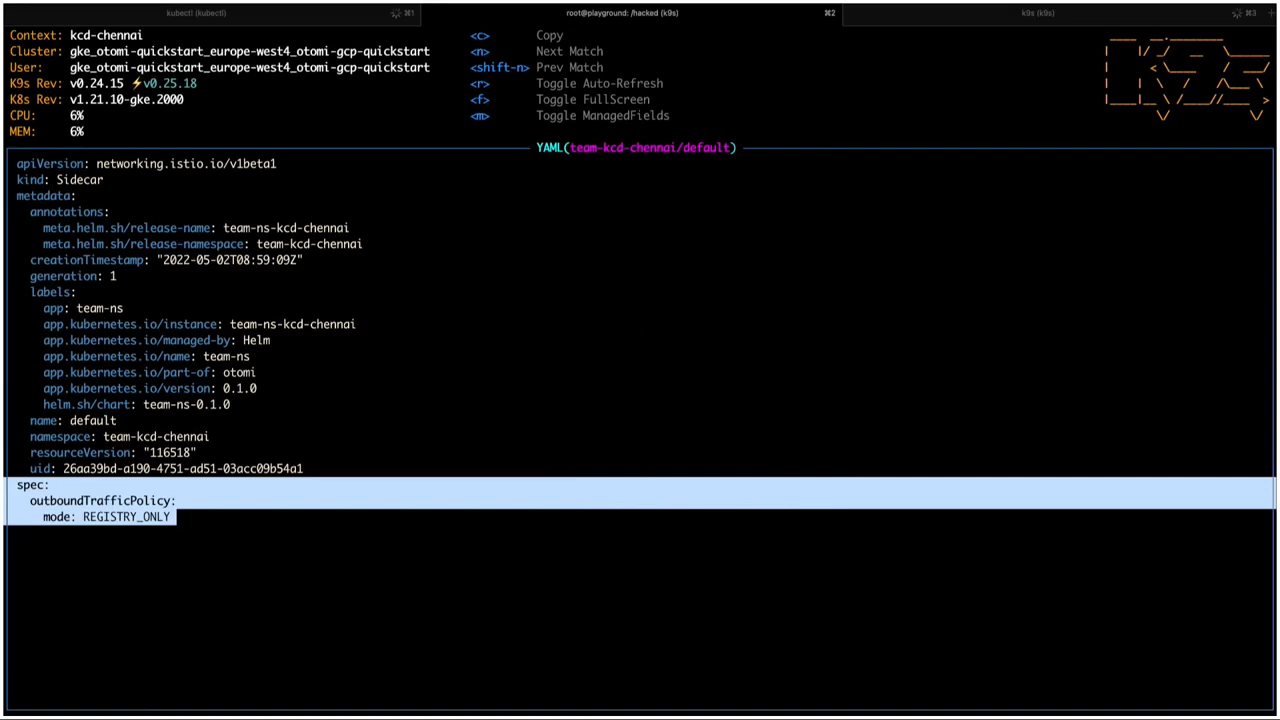 kubectl (kubectl) ⌘1 root@playground: /hacked (k9s) ⌘2 k9s (k9s) ⌘3 +
Context: kcd-chennai <c> Copy
Cluster: gke_otomi-quickstart_europe-west4_otomi-gcp-quickstart <n> Next Match
User: gke_otomi-quickstart_europe-west4_otomi-gcp-quickstart <shift-n> Prev Match
K9s Rev: v0.24.15 ⚡v0.25.18 <r> Toggle Auto-Refresh
K8s Rev: v1.21.10-gke.2000 <f> Toggle FullScreen
CPU: 6% <m> Toggle ManagedFields
MEM: 6%
K9s
YAML(team-kcd-chennai/default)
apiVersion: networking.istio.io/v1beta1
kind: Sidecar
metadata:
  annotations:
    meta.helm.sh/release-name: team-ns-kcd-chennai
    meta.helm.sh/release-namespace: team-kcd-chennai
  creationTimestamp: "2022-05-02T08:59:09Z"
  generation: 1
  labels:
    app: team-ns
    app.kubernetes.io/instance: team-ns-kcd-chennai
    app.kubernetes.io/managed-by: Helm
    app.kubernetes.io/name: team-ns
    app.kubernetes.io/part-of: otomi
    app.kubernetes.io/version: 0.1.0
    helm.sh/chart: team-ns-0.1.0
  name: default
  namespace: team-kcd-chennai
  resourceVersion: "116518"
  uid: 26aa39bd-a190-4751-ad51-03acc09b54a1
spec:
  outboundTrafficPolicy:
    mode: REGISTRY_ONLY